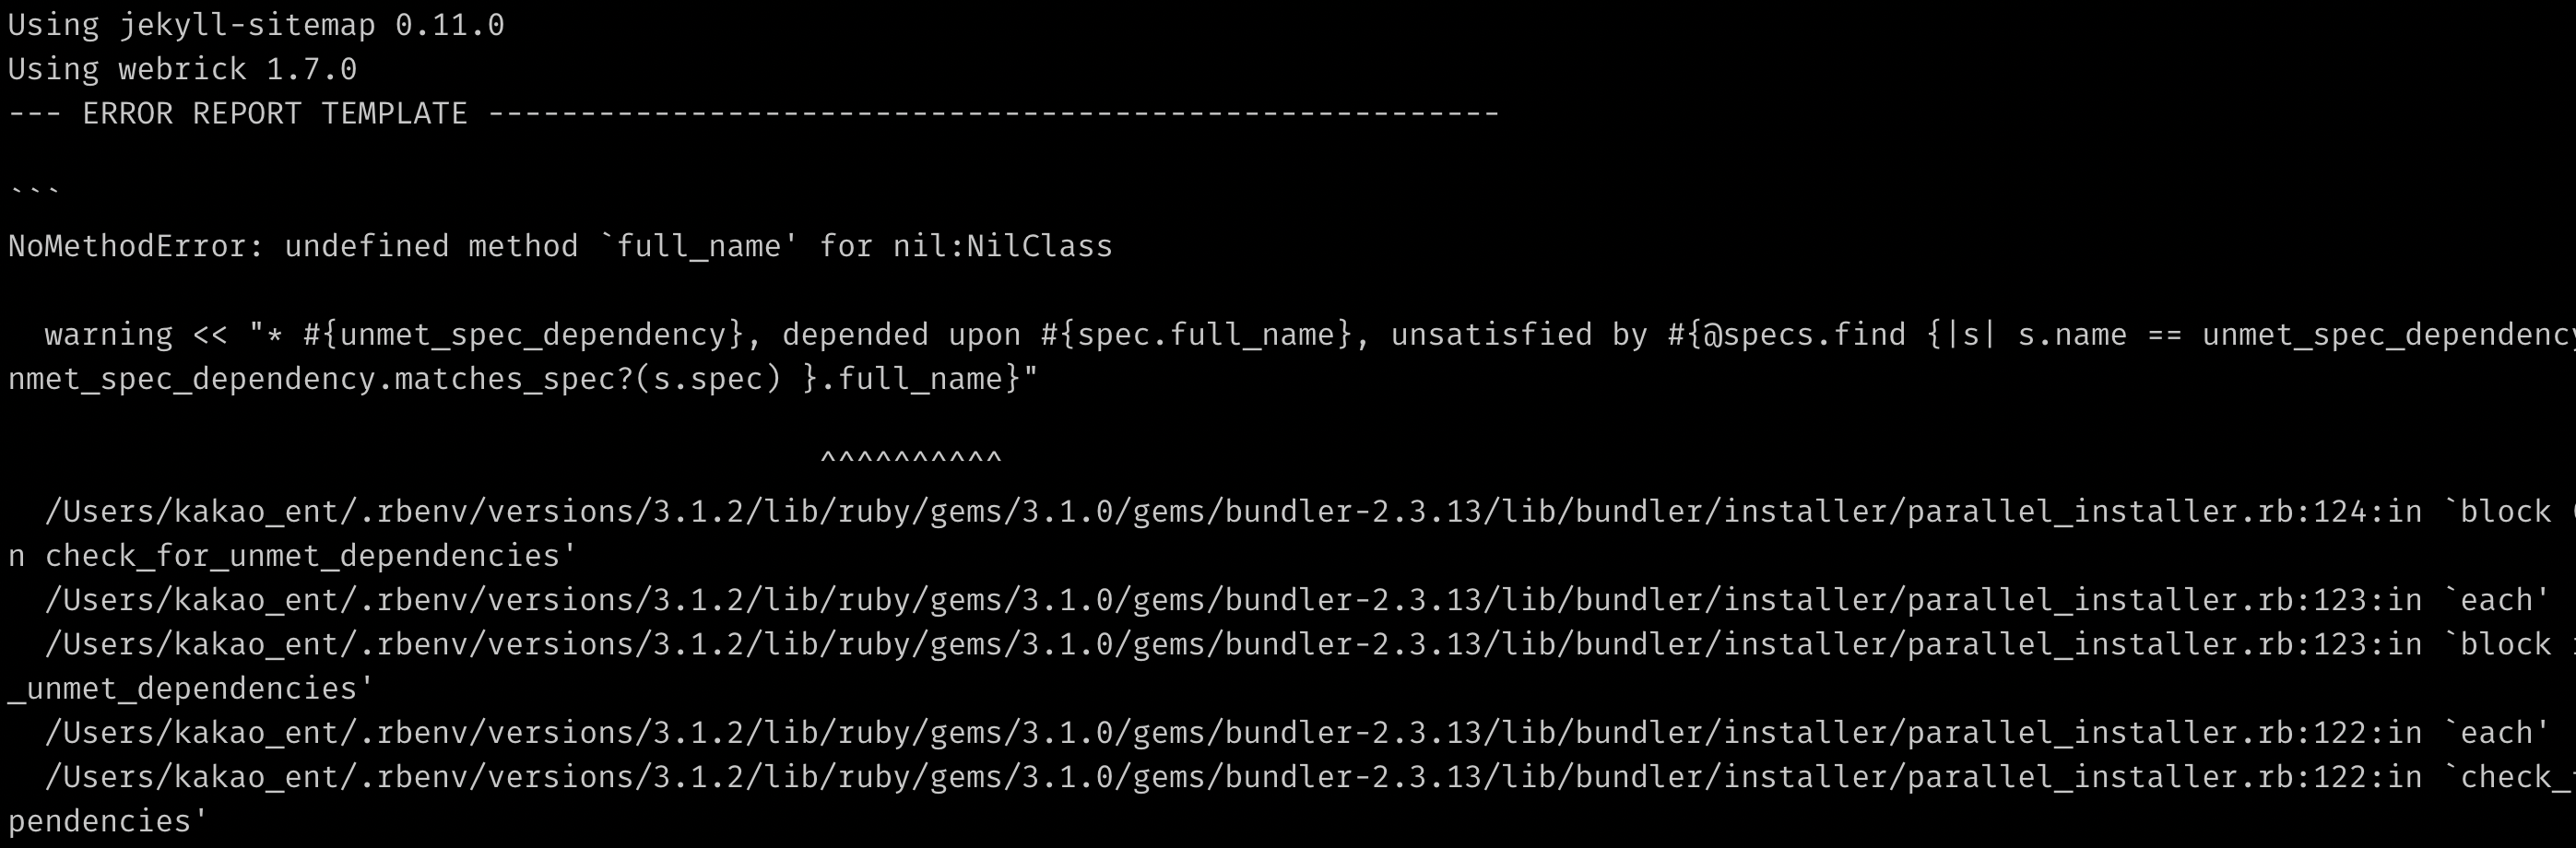 Using jekyll-sitemap 0.11.0
Using webrick 1.7.0
--- ERROR REPORT TEMPLATE -------------------------------------------------------

```
NoMethodError: undefined method `full_name' for nil:NilClass

  warning << "* #{unmet_spec_dependency}, depended upon #{spec.full_name}, unsatisfied by #{@specs.find {|s| s.name == unmet_spec_dependency
nmet_spec_dependency.matches_spec?(s.spec) }.full_name}"

                                            ^^^^^^^^^^
  /Users/kakao_ent/.rbenv/versions/3.1.2/lib/ruby/gems/3.1.0/gems/bundler-2.3.13/lib/bundler/installer/parallel_installer.rb:124:in `block
n check_for_unmet_dependencies'
  /Users/kakao_ent/.rbenv/versions/3.1.2/lib/ruby/gems/3.1.0/gems/bundler-2.3.13/lib/bundler/installer/parallel_installer.rb:123:in `each'
  /Users/kakao_ent/.rbenv/versions/3.1.2/lib/ruby/gems/3.1.0/gems/bundler-2.3.13/lib/bundler/installer/parallel_installer.rb:123:in `block
_unmet_dependencies'
  /Users/kakao_ent/.rbenv/versions/3.1.2/lib/ruby/gems/3.1.0/gems/bundler-2.3.13/lib/bundler/installer/parallel_installer.rb:122:in `each'
  /Users/kakao_ent/.rbenv/versions/3.1.2/lib/ruby/gems/3.1.0/gems/bundler-2.3.13/lib/bundler/installer/parallel_installer.rb:122:in `check_
pendencies'